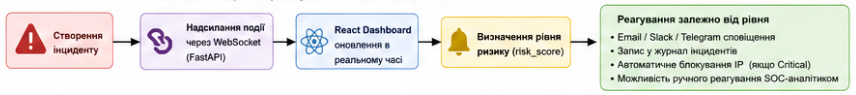 Створення
інциденту
Надсилання події
через WebSocket
(FastAPI)
React Dashboard
оновлення в
реальному часі
Визначення рівня
ризику (risk_score)
Реагування залежно від рівня
• Email / Slack / Telegram сповіщення
• Запис у журнал інцидентів
• Автоматичне блокування IP (якщо Critical)
• Можливість ручного реагування SOC-аналітиком